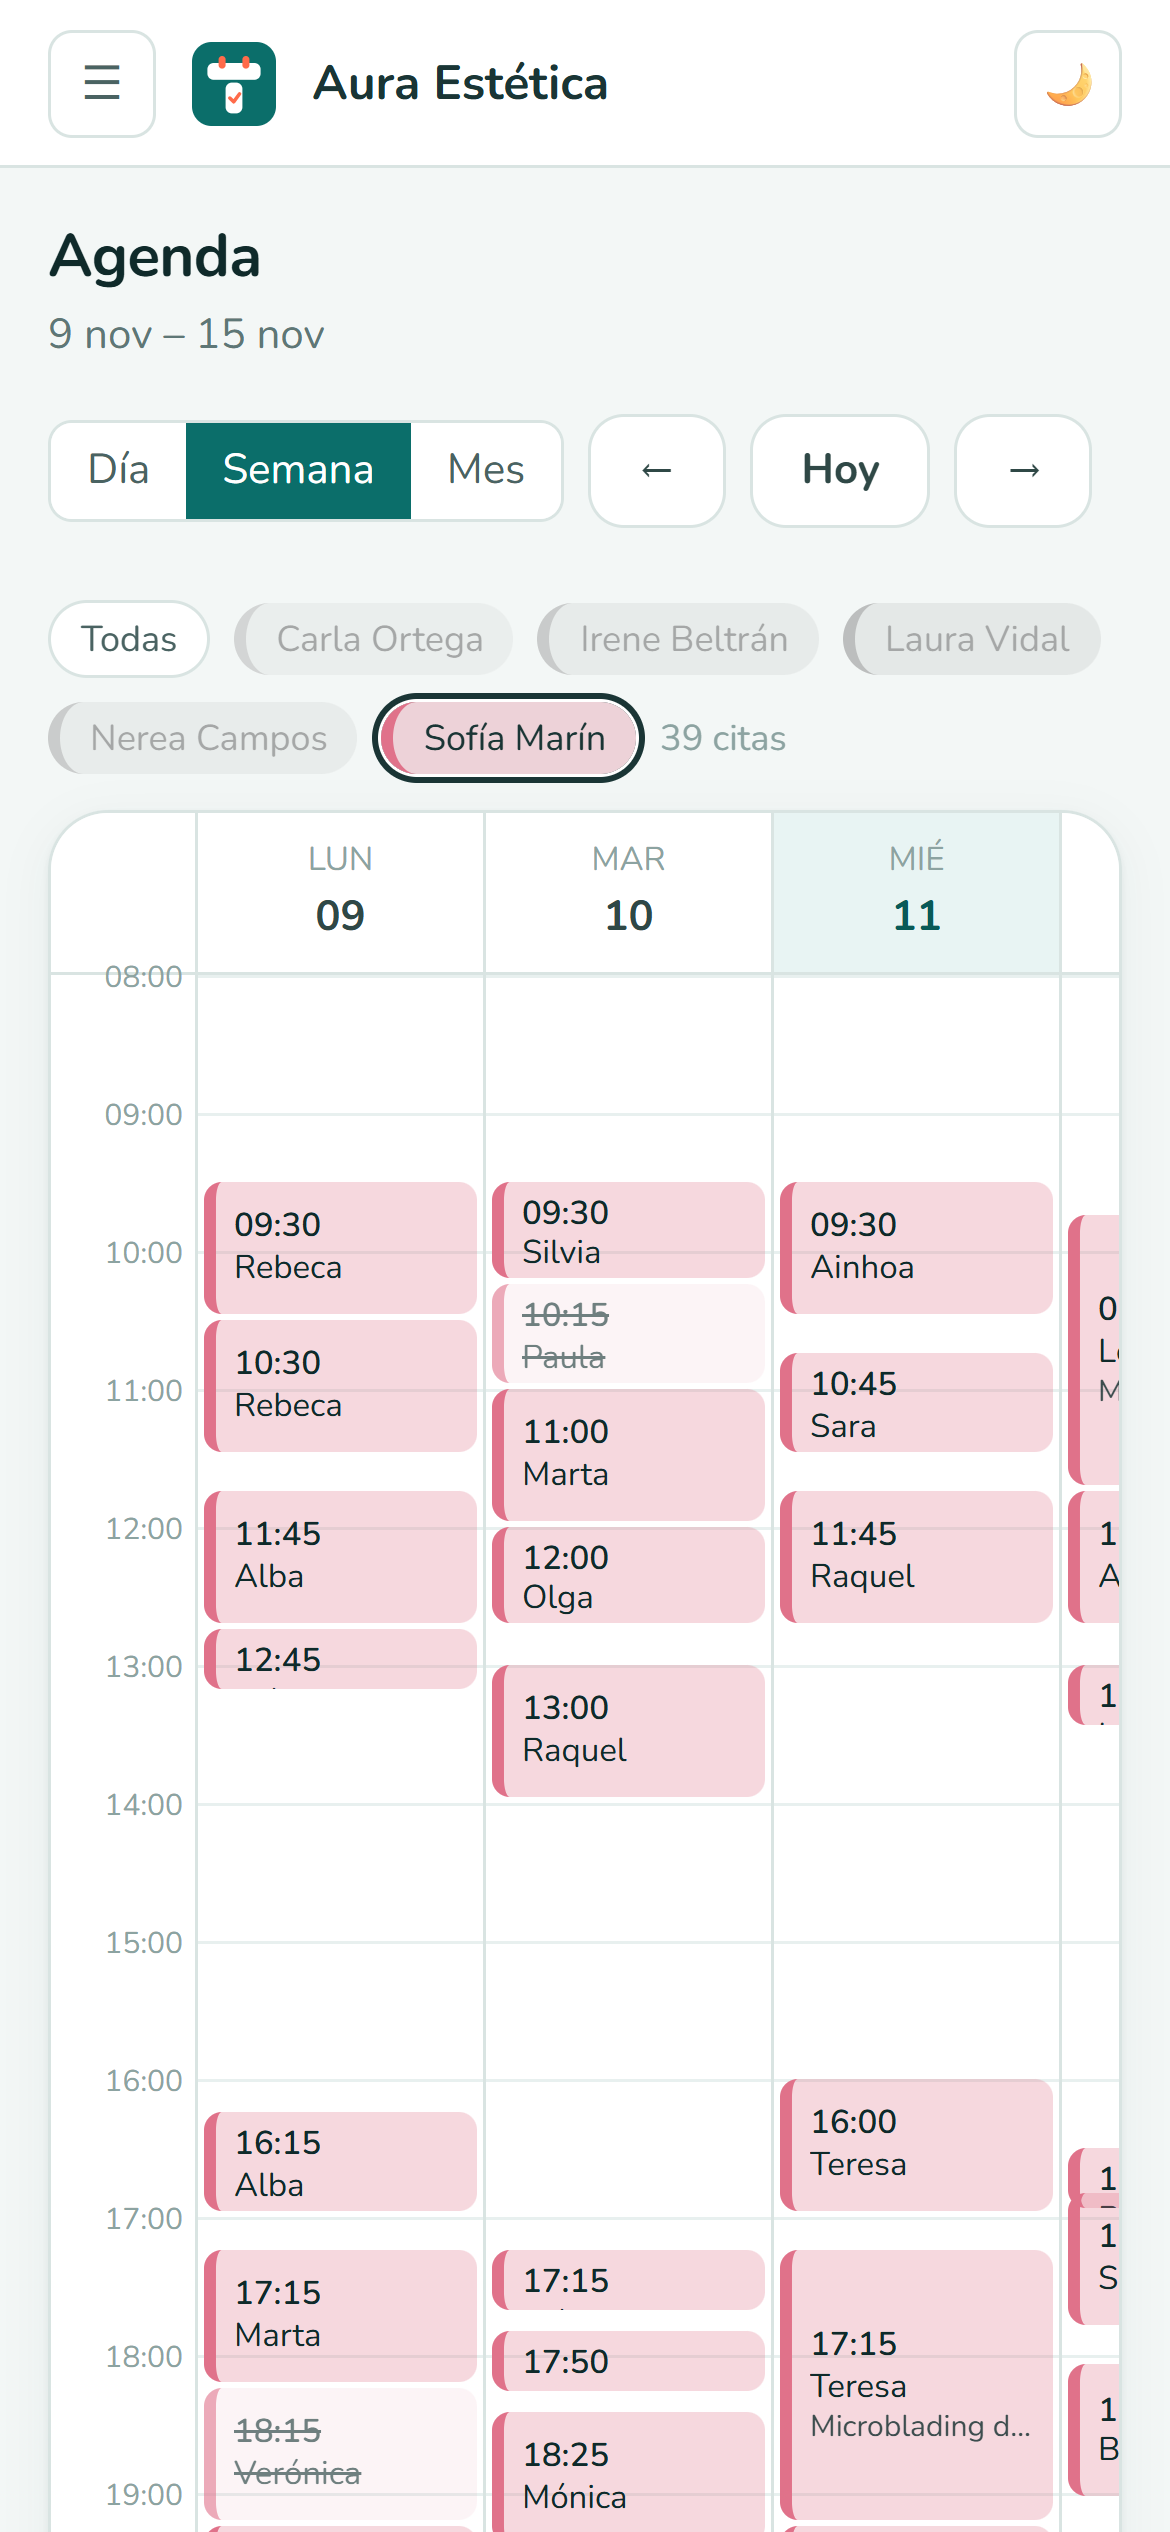 Aura Estética
Agenda
9 nov – 15 nov
Día Semana Mes ← Hoy →
Todas Carla Ortega Irene Beltrán Laura Vidal
Nerea Campos Sofía Marín 39 citas
LUN MAR MIÉ
09 10 11
08:00
09:00
10:00
11:00
12:00
13:00
14:00
15:00
16:00
17:00
18:00
19:00
09:30
Rebeca
10:30
Rebeca
11:45
Alba
12:45
16:15
Alba
17:15
Marta
18:15
Verónica
09:30
Silvia
10:15
Paula
11:00
Marta
12:00
Olga
13:00
Raquel
17:15
17:50
18:25
Mónica
09:30
Ainhoa
10:45
Sara
11:45
Raquel
16:00
Teresa
17:15
Teresa
Microblading d...